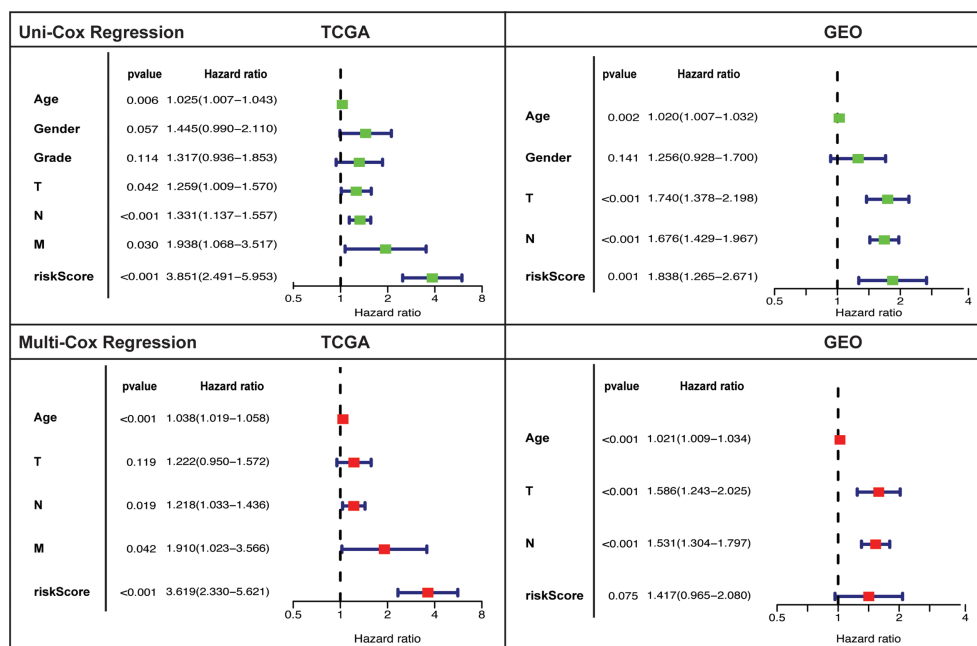 Uni-Cox Regression TCGA
pvalue Hazard ratio
Age 0.006 1.025(1.007−1.043)
Gender 0.057 1.445(0.990−2.110)
Grade 0.114 1.317(0.936−1.853)
T 0.042 1.259(1.009−1.570)
N <0.001 1.331(1.137−1.557)
M 0.030 1.938(1.068−3.517)
riskScore <0.001 3.851(2.491−5.953)
0.5 1 2 4 8
Hazard ratio
GEO
pvalue Hazard ratio
Age 0.002 1.020(1.007−1.032)
Gender 0.141 1.256(0.928−1.700)
T <0.001 1.740(1.378−2.198)
N <0.001 1.676(1.429−1.967)
riskScore 0.001 1.838(1.265−2.671)
0.5 1 2 4
Hazard ratio
Multi-Cox Regression TCGA
pvalue Hazard ratio
Age <0.001 1.038(1.019−1.058)
T 0.119 1.222(0.950−1.572)
N 0.019 1.218(1.033−1.436)
M 0.042 1.910(1.023−3.566)
riskScore <0.001 3.619(2.330−5.621)
0.5 1 2 4 8
Hazard ratio
GEO
pvalue Hazard ratio
Age <0.001 1.021(1.009−1.034)
T <0.001 1.586(1.243−2.025)
N <0.001 1.531(1.304−1.797)
riskScore 0.075 1.417(0.965−2.080)
0.5 1 2 4
Hazard ratio